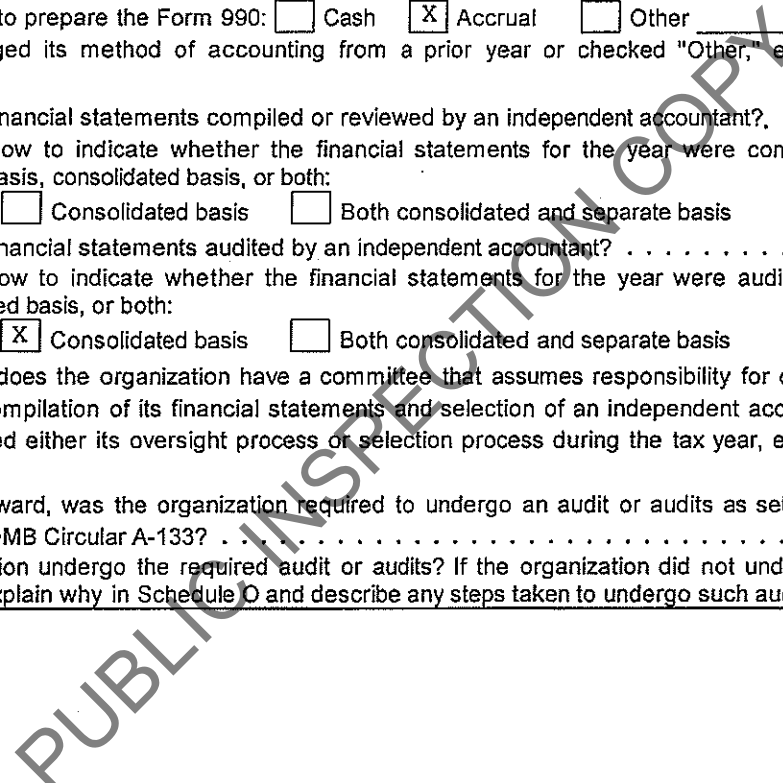 to prepare the Form 990: Cash X Accrual Other
ged its method of accounting from a prior year or checked "Other," e
nancial statements compiled or reviewed by an independent accountant?.
ow to indicate whether the financial statements for the year were con
asis, consolidated basis, or both:
Consolidated basis Both consolidated and separate basis
nancial statements audited by an independent accountant? . . . . . . . . .
ow to indicate whether the financial statements for the year were audi
ed basis, or both:
X Consolidated basis Both consolidated and separate basis
does the organization have a committee that assumes responsibility for
ompilation of its financial statements and selection of an independent acc
ed either its oversight process or selection process during the tax year, e
ward, was the organization required to undergo an audit or audits as set
MB Circular A-133? . . . . . . . . . . . . . . . . . . . . . . . . . . . . . . . . . .
ion undergo the required audit or audits? If the organization did not und
xplain why in Schedule O and describe any steps taken to undergo such au
PUBLIC INSPECTION COPY